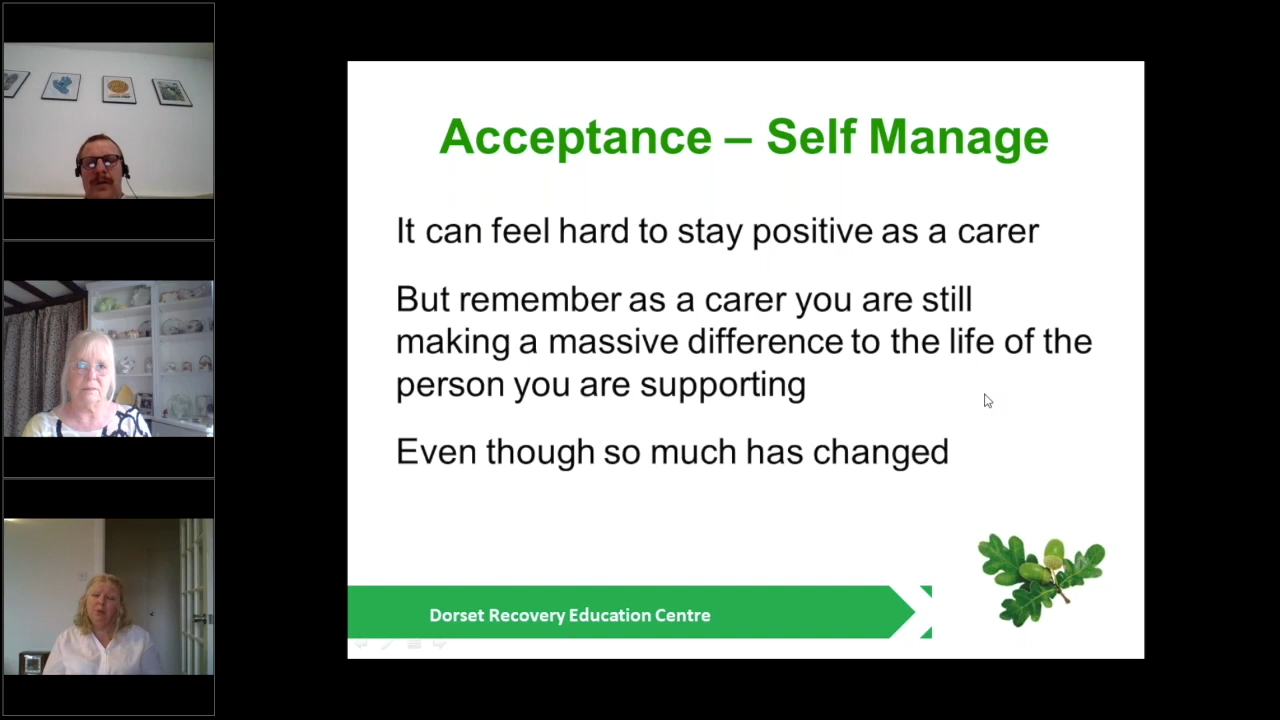 Acceptance – Self Manage
It can feel hard to stay positive as a carer
But remember as a carer you are still
making a massive difference to the life of the
person you are supporting
Even though so much has changed
Dorset Recovery Education Centre